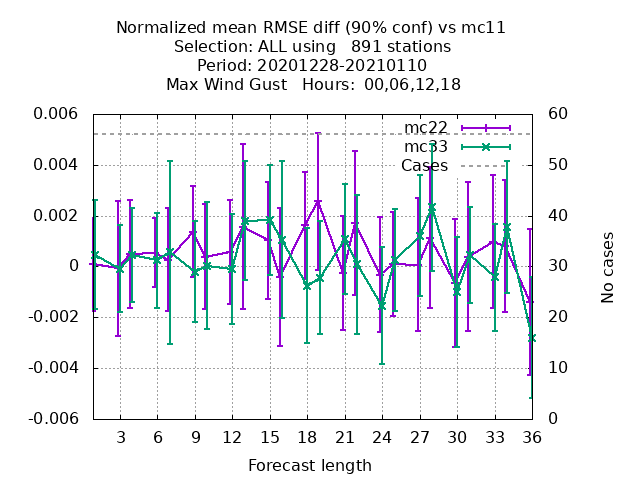 Normalized mean RMSE diff (90% conf) vs mc11
Selection: ALL using   891 stations
Period: 20201228-20210110
Max Wind Gust   Hours: 00,06,12,18
mc22
mc33
Cases
0.006
0.004
0.002
0
-0.002
-0.004
-0.006
60
50
40
30
20
10
0
No cases
3 6 9 12 15 18 21 24 27 30 33 36
Forecast length